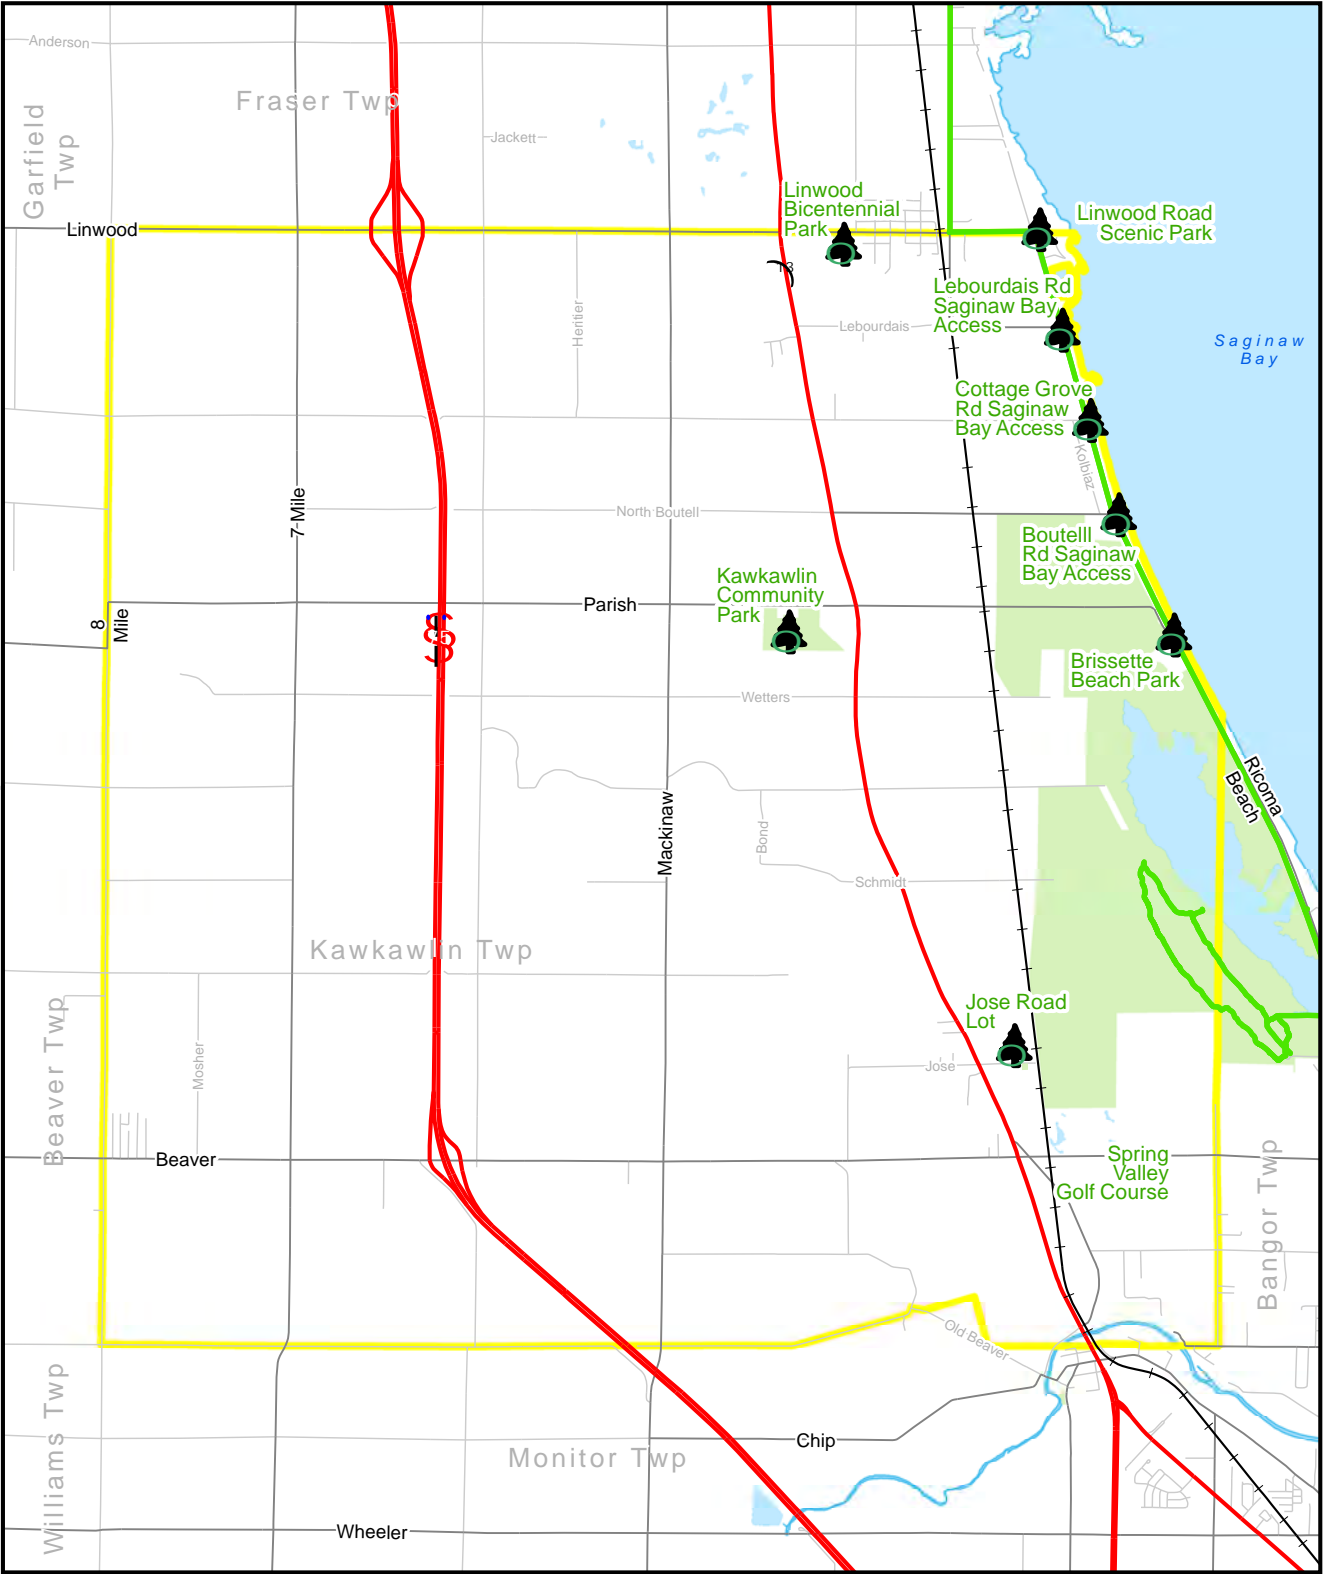 Anderson
Fraser Twp
Garfield
Twp
Jackett
Linwood
Bicentennial
Park
Linwood
Linwood Road
Scenic Park
13
Lebourdais Rd
Saginaw Bay
Access
Heritier
Lebourdais
Saginaw
Bay
Cottage Grove
Rd Saginaw
Bay Access
Kolbiaz
7 Mile
North Boutell
Boutelll
Rd Saginaw
Bay Access
Kawkawlin
Community
Park
Parish
8
Mile
75
Brissette
Beach Park
Wetters
Ricoma
Beach
Mackinaw
Bond
Schmidt
Kawkawlin Twp
Jose Road
Lot
Beaver Twp
Mosher
Jose
Beaver
Spring
Valley
Golf Course
Bangor Twp
Old Beaver
Williams Twp
Chip
Monitor Twp
Wheeler